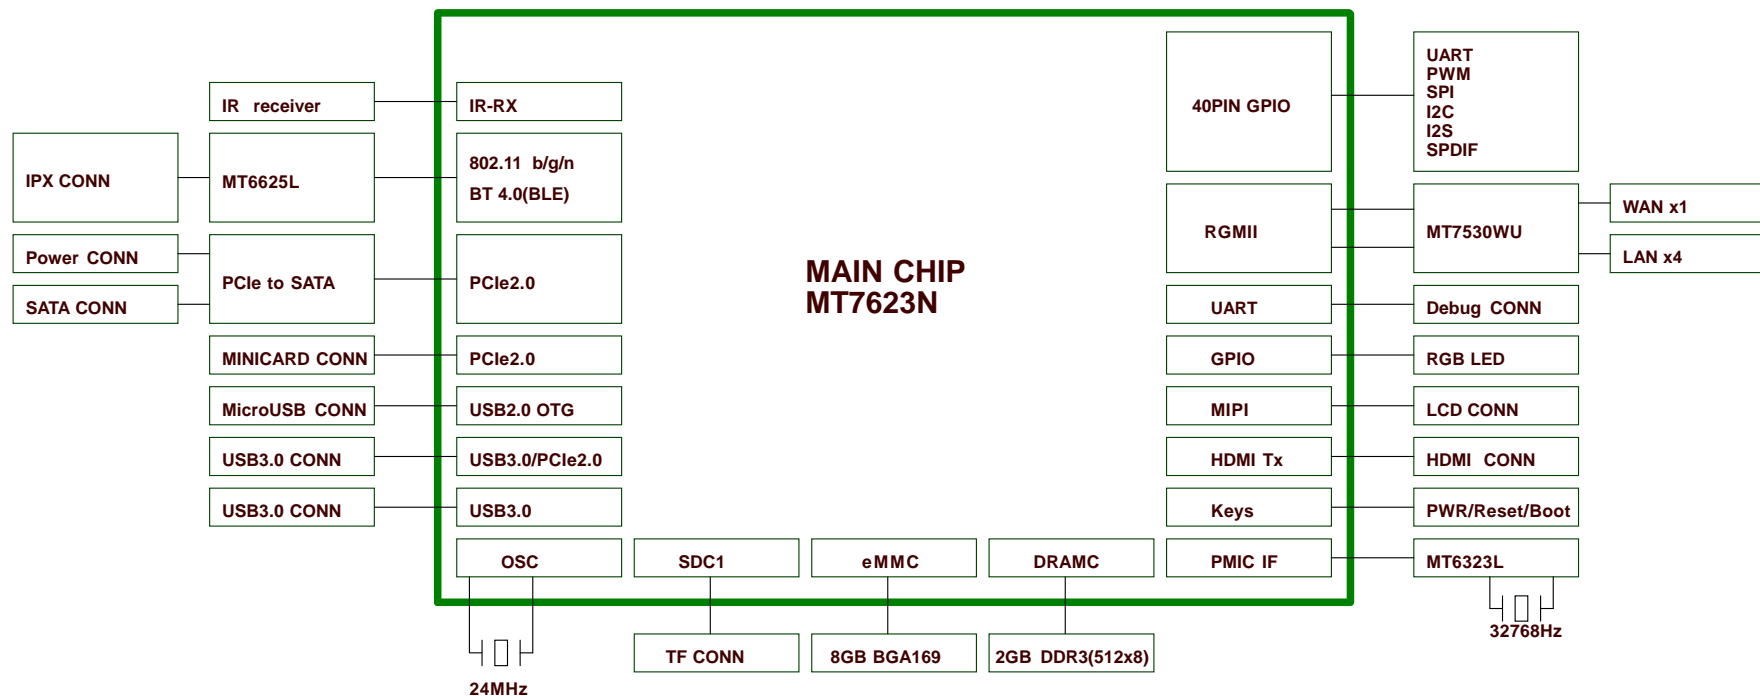 IR receiver
IR-RX
IPX CONN
MT6625L
802.11 b/g/n
BT 4.0(BLE)
Power CONN
SATA CONN
PCIe to SATA
PCIe2.0
MINICARD CONN
PCIe2.0
MicroUSB CONN
USB2.0 OTG
USB3.0 CONN
USB3.0/PCIe2.0
USB3.0 CONN
USB3.0
MAIN CHIP
MT7623N
40PIN GPIO
UART
PWM
SPI
I2C
I2S
SPDIF
RGMII
MT7530WU
WAN x1
LAN x4
UART
Debug CONN
GPIO
RGB LED
MIPI
LCD CONN
HDMI Tx
HDMI CONN
Keys
PWR/Reset/Boot
PMIC IF
MT6323L
32768Hz
OSC
SDC1
eMMC
DRAMC
24MHz
TF CONN
8GB BGA169
2GB DDR3(512x8)